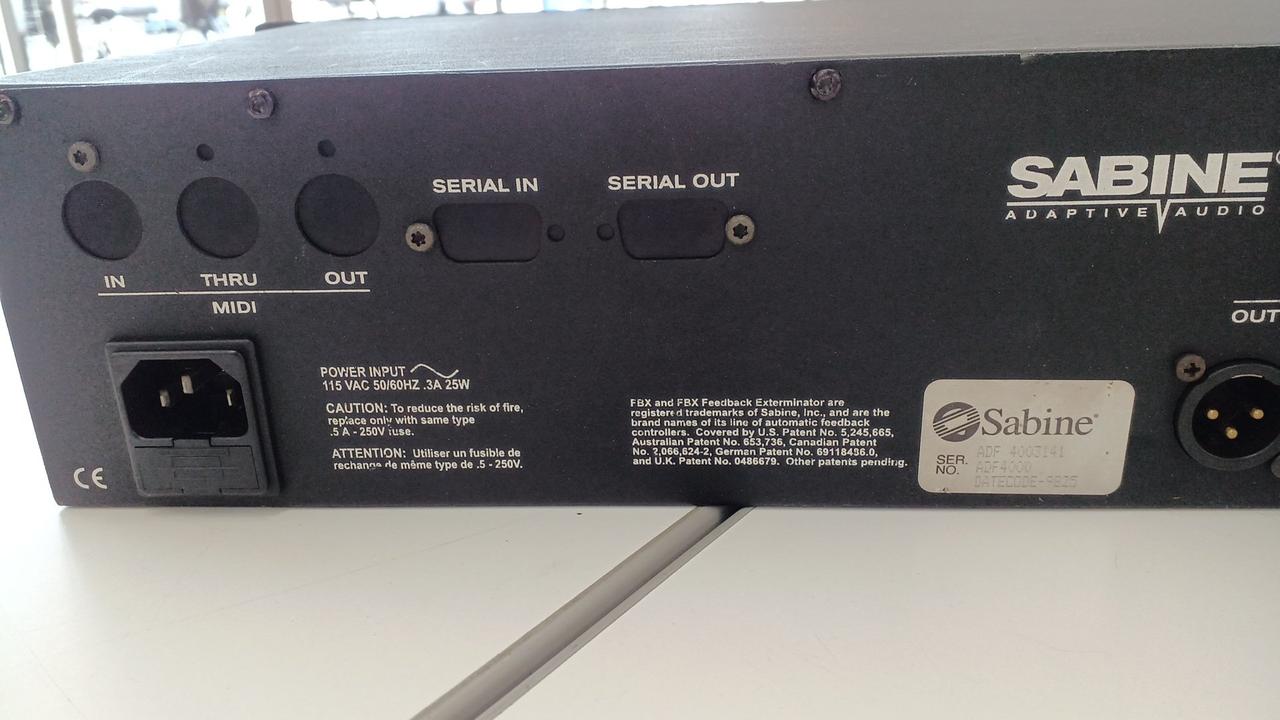 SERIAL IN
SERIAL OUT
SABINE
ADAPTIVE AUDIO
IN THRU OUT
MIDI
OUT
POWER INPUT
115 VAC 50/60HZ .3A 25W
CAUTION: To reduce the risk of fire,
replace only with same type
.5 A - 250V fuse.
ATTENTION: Utiliser un fusible de
rechange de même type de .5 - 250V.
CE
FBX and FBX Feedback Exterminator are
registered trademarks of Sabine, Inc., and are the
brand names of its line of automatic feedback
controllers. Covered by U.S. Patent No. 5,245,665,
Australian Patent No. 653,736, Canadian Patent
No. 2,066,624-2, German Patent No. 69118486.0,
and U.K. Patent No. 0486679. Other patents pending.
Sabine®
SER. NO.
ADF 4003141
ADF4000
DATECODE-9825